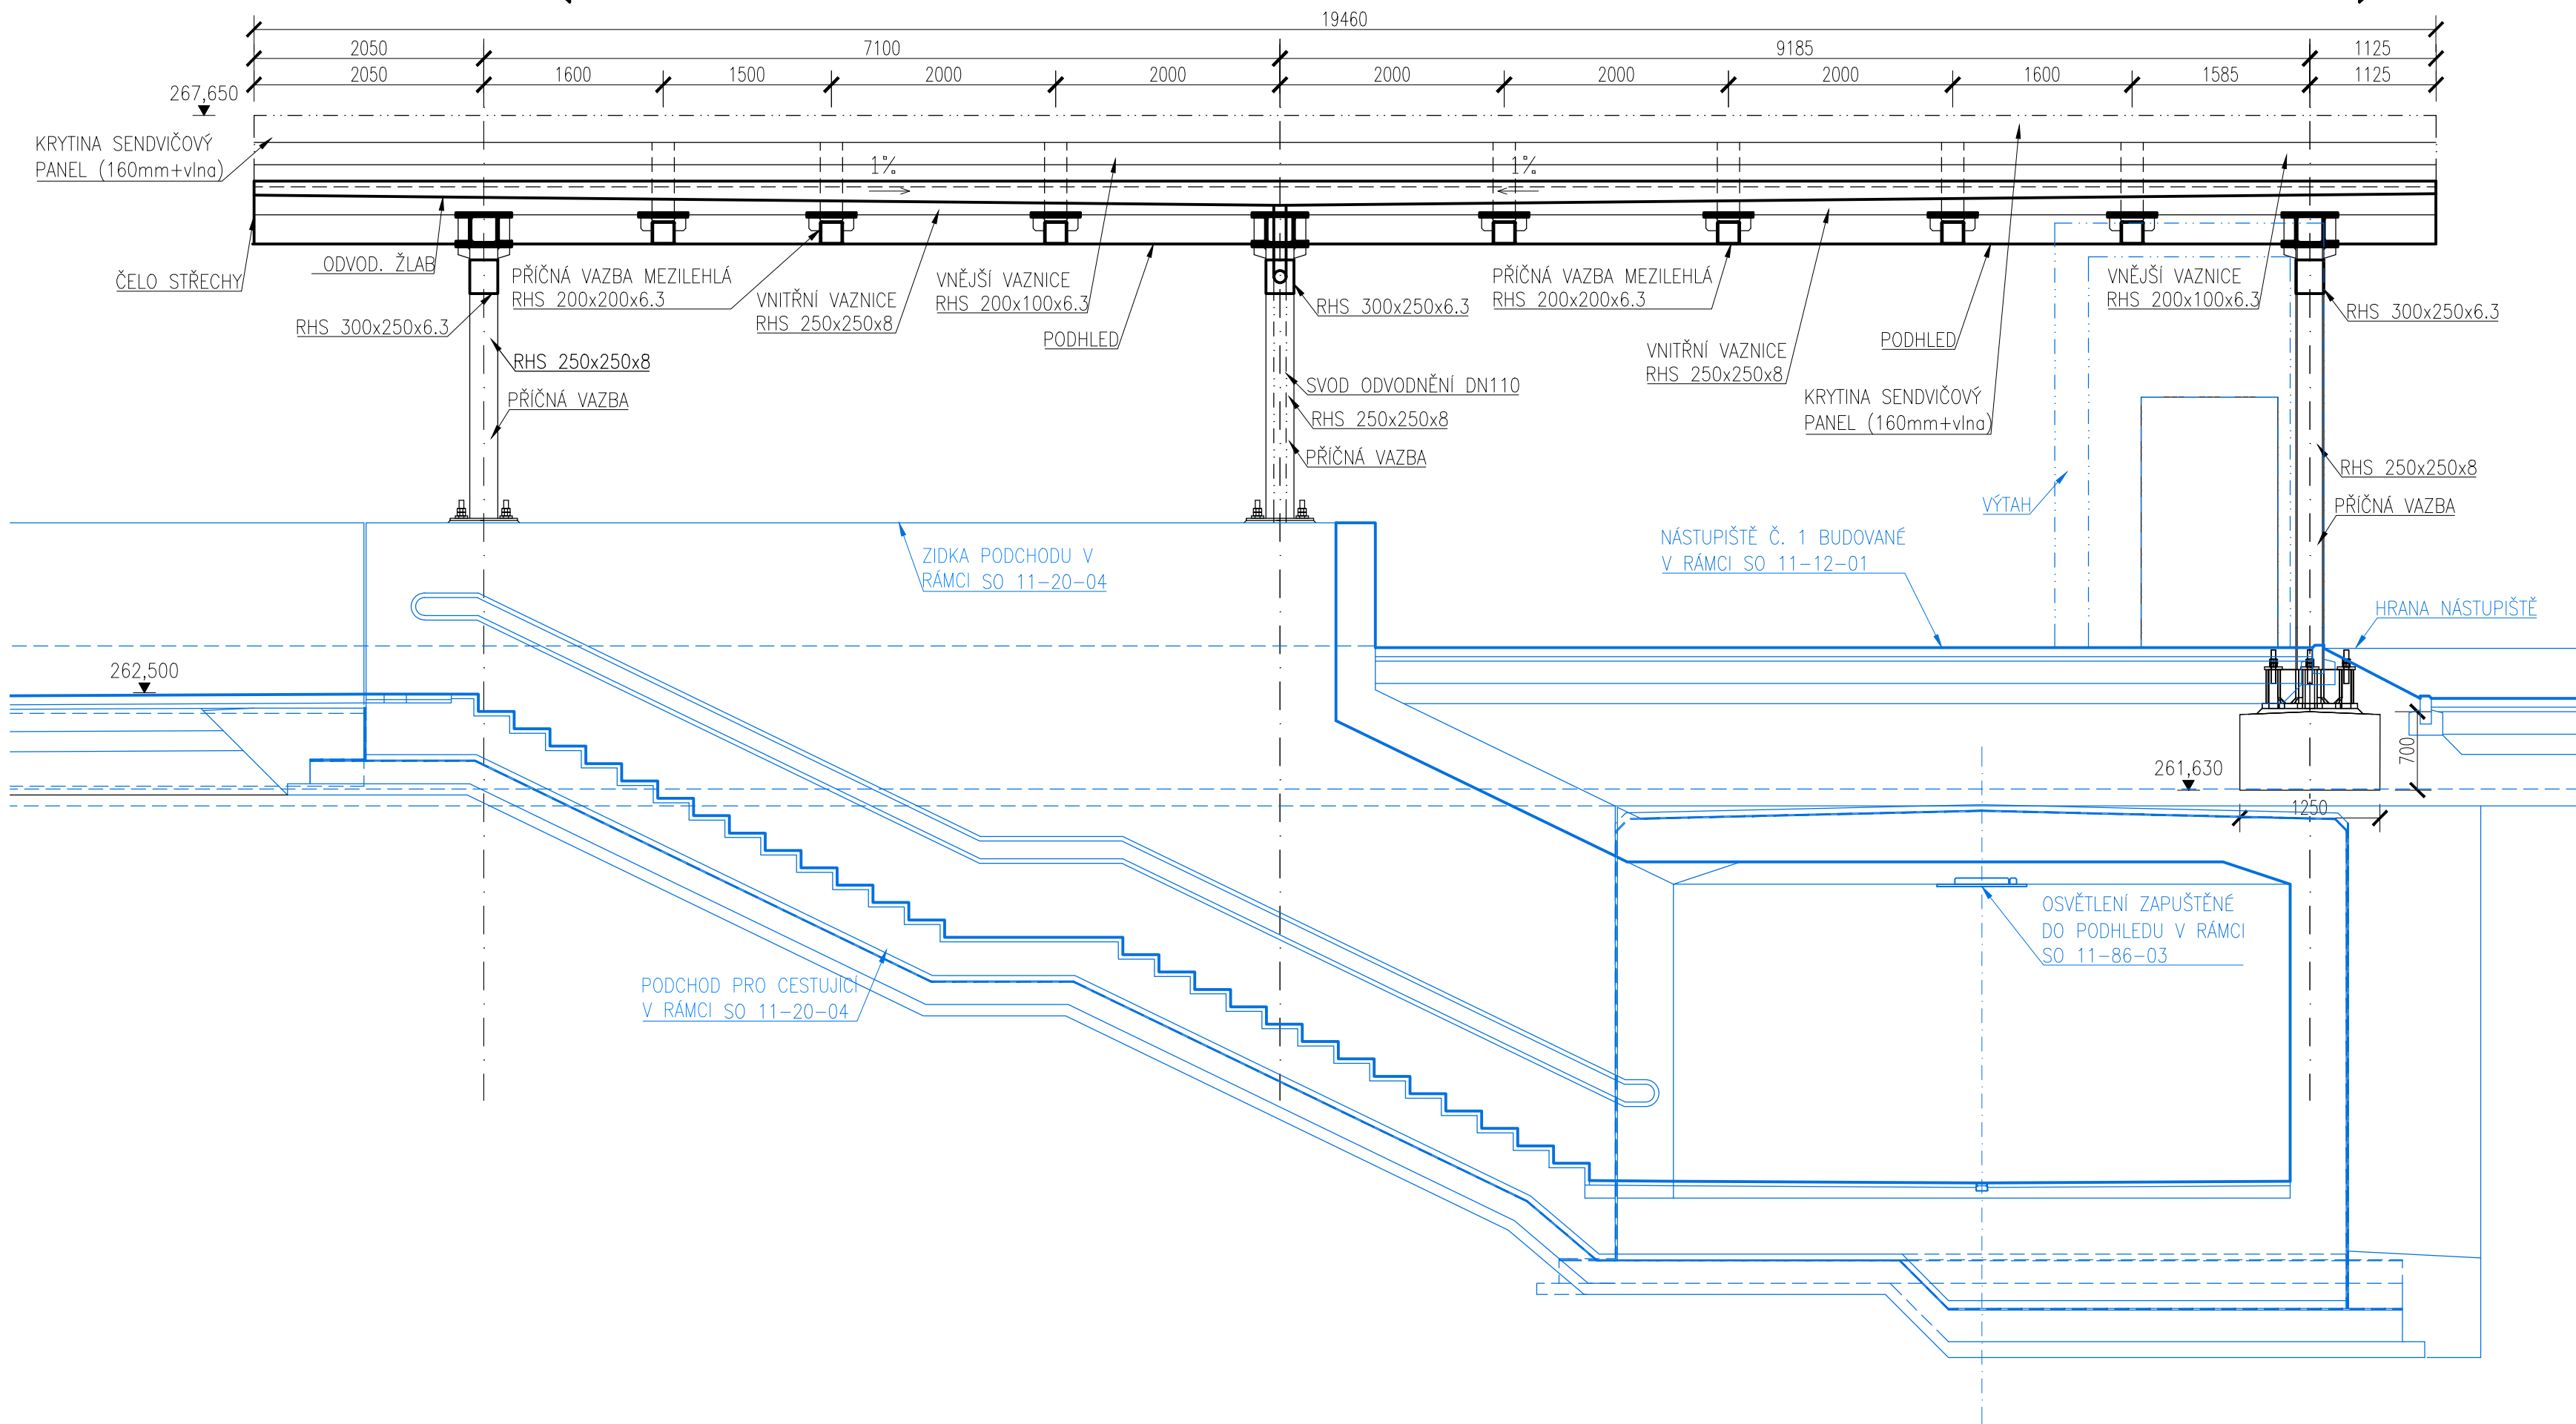 19460
2050 7100 9185 1125
2050 1600 1500 2000 2000 2000 2000 2000 1600 1585 1125
267,650
KRYTINA SENDVIČOVÝ
PANEL (160mm+vlna)
1%
1%
ČELO STŘECHY
ODVOD. ŽLAB
RHS 300x250x6.3
PŘÍČNÁ VAZBA MEZILEHLÁ
RHS 200x200x6.3
VNITŘNÍ VAZNICE
RHS 250x250x8
VNĚJŠÍ VAZNICE
RHS 200x100x6.3
PODHLED
RHS 300x250x6.3
PŘÍČNÁ VAZBA MEZILEHLÁ
RHS 200x200x6.3
VNITŘNÍ VAZNICE
RHS 250x250x8
PODHLED
KRYTINA SENDVIČOVÝ
PANEL (160mm+vlna)
VNĚJŠÍ VAZNICE
RHS 200x100x6.3
RHS 300x250x6.3
RHS 250x250x8
PŘÍČNÁ VAZBA
SVOD ODVODNĚNÍ DN110
RHS 250x250x8
PŘÍČNÁ VAZBA
RHS 250x250x8
PŘÍČNÁ VAZBA
VÝTAH
ZIDKA PODCHODU V
RÁMCI SO 11-20-04
NÁSTUPIŠTĚ Č. 1 BUDOVANÉ
V RÁMCI SO 11-12-01
HRANA NÁSTUPIŠTĚ
262,500
261,630
700
1250
OSVĚTLENÍ ZAPUŠTĚNÉ
DO PODHLEDU V RÁMCI
SO 11-86-03
PODCHOD PRO CESTUJÍCÍ
V RÁMCI SO 11-20-04